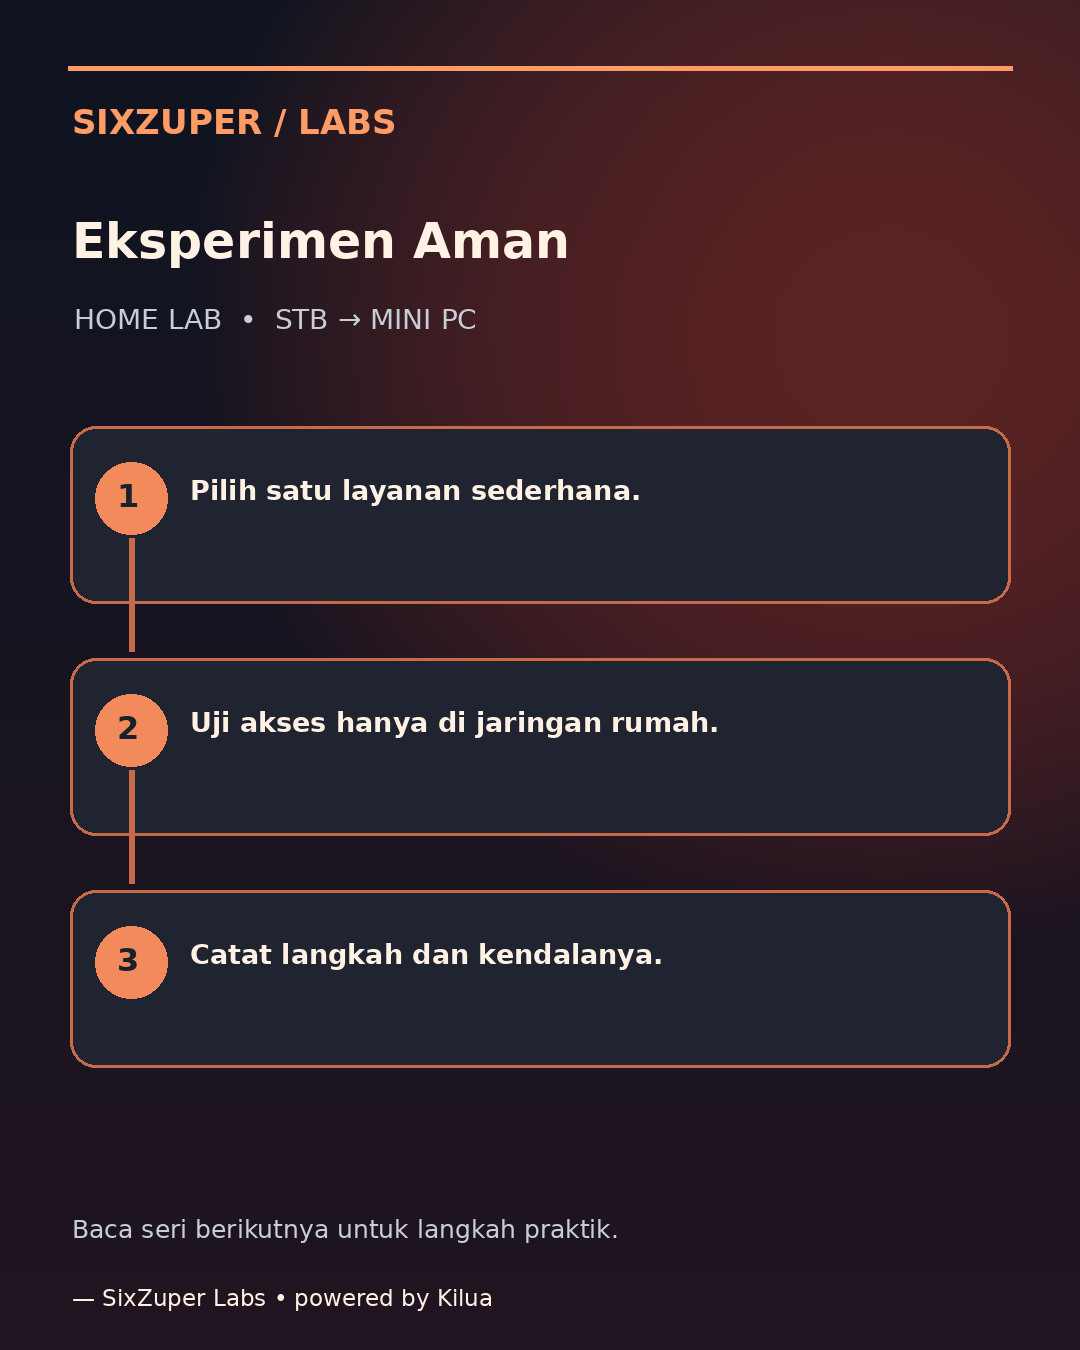 SIXZUPER / LABS
Eksperimen Aman
HOME LAB • STB → MINI PC
1
Pilih satu layanan sederhana.
2
Uji akses hanya di jaringan rumah.
3
Catat langkah dan kendalanya.
Baca seri berikutnya untuk langkah praktik.
— SixZuper Labs • powered by Kilua